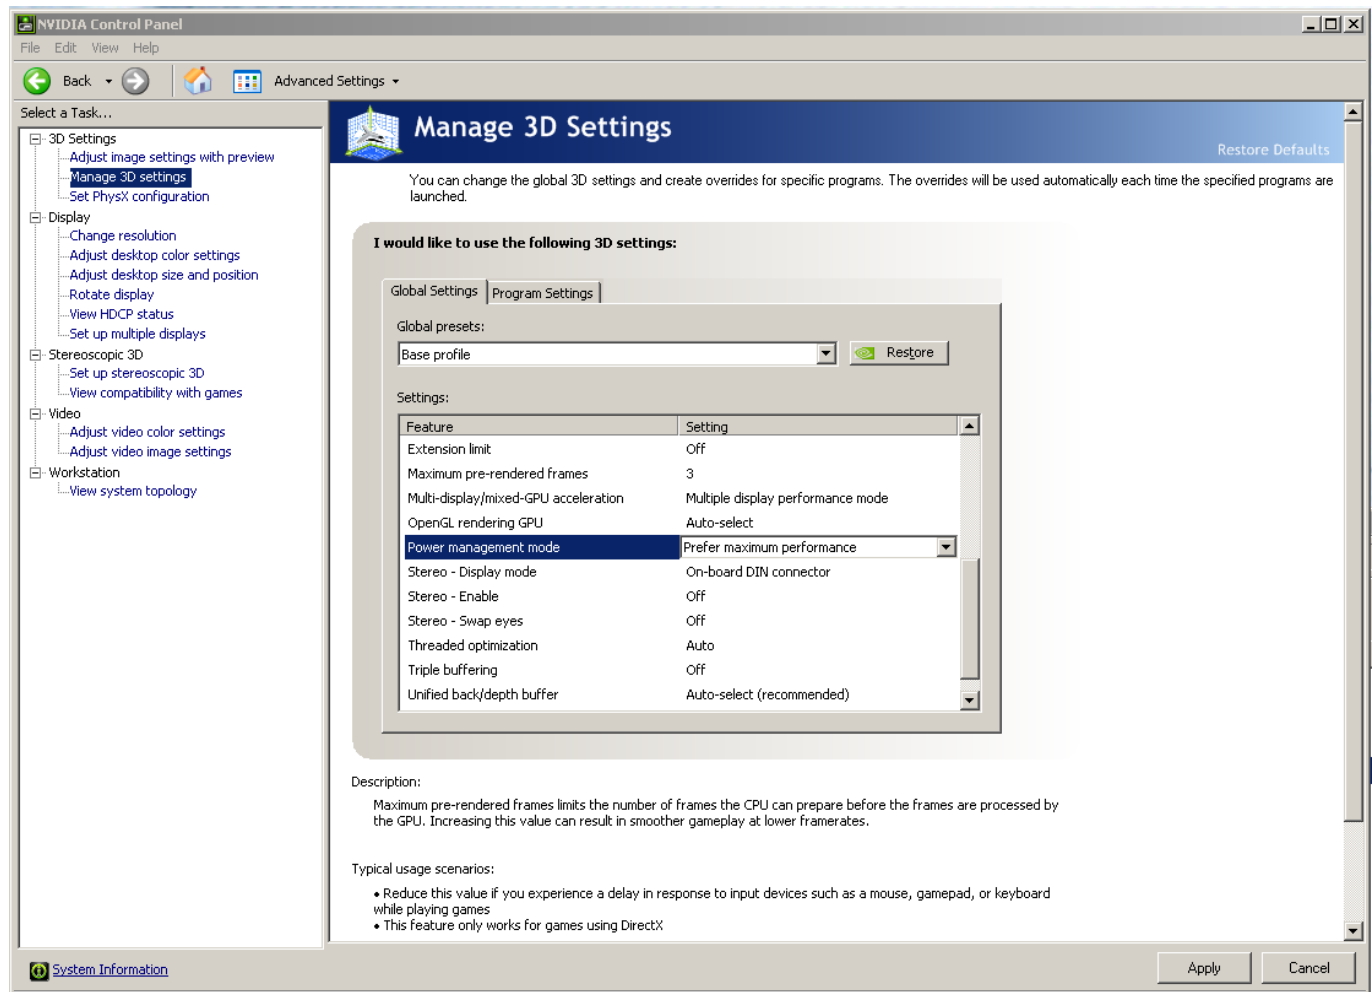 NVIDIA Control Panel
File Edit View Help
Back
Advanced Settings
Select a Task...
3D Settings
Adjust image settings with preview
Manage 3D settings
Set PhysX configuration
Display
Change resolution
Adjust desktop color settings
Adjust desktop size and position
Rotate display
View HDCP status
Set up multiple displays
Stereoscopic 3D
Set up stereoscopic 3D
View compatibility with games
Video
Adjust video color settings
Adjust video image settings
Workstation
View system topology
Manage 3D Settings
Restore Defaults
You can change the global 3D settings and create overrides for specific programs. The overrides will be used automatically each time the specified programs are
launched.
I would like to use the following 3D settings:
Global Settings Program Settings
Global presets:
Base profile Restore
Settings:
Feature Setting
Extension limit Off
Maximum pre-rendered frames 3
Multi-display/mixed-GPU acceleration Multiple display performance mode
OpenGL rendering GPU Auto-select
Power management mode Prefer maximum performance
Stereo - Display mode On-board DIN connector
Stereo - Enable Off
Stereo - Swap eyes Off
Threaded optimization Auto
Triple buffering Off
Unified back/depth buffer Auto-select (recommended)
Description:
Maximum pre-rendered frames limits the number of frames the CPU can prepare before the frames are processed by
the GPU. Increasing this value can result in smoother gameplay at lower framerates.
Typical usage scenarios:
• Reduce this value if you experience a delay in response to input devices such as a mouse, gamepad, or keyboard
while playing games
• This feature only works for games using DirectX
System Information
Apply Cancel